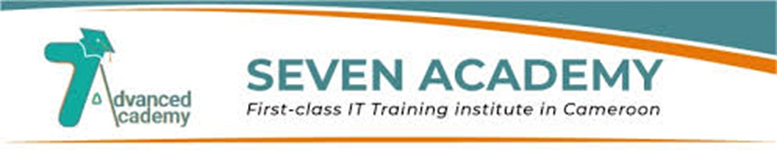 7 Advanced
Academy
SEVEN ACADEMY
First-class IT Training institute in Cameroon